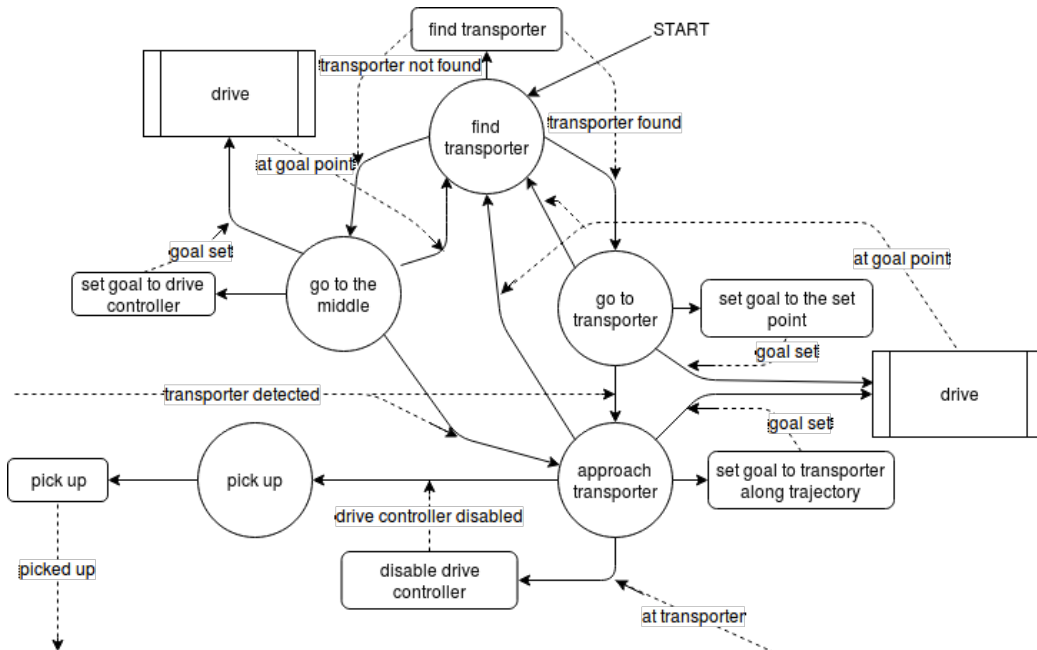 find transporter
START
transporter not found
drive
find
transporter
transporter found
at goal point
goal set
at goal point
set goal to drive
controller
go to the
middle
go to
transporter
set goal to the set
point
goal set
transporter detected
drive
goal set
pick up
pick up
approach
transporter
set goal to transporter
along trajectory
drive controller disabled
picked up
disable drive
controller
at transporter